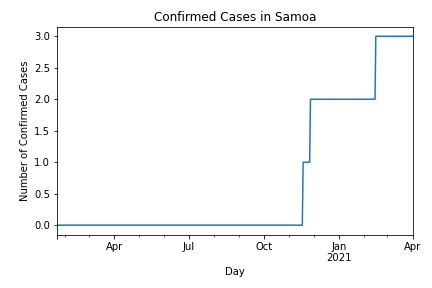 Confirmed Cases in Samoa
Number of Confirmed Cases
3.0
2.5
2.0
1.5
1.0
0.5
0.0
Apr Jul Oct Jan Apr
2021
Day